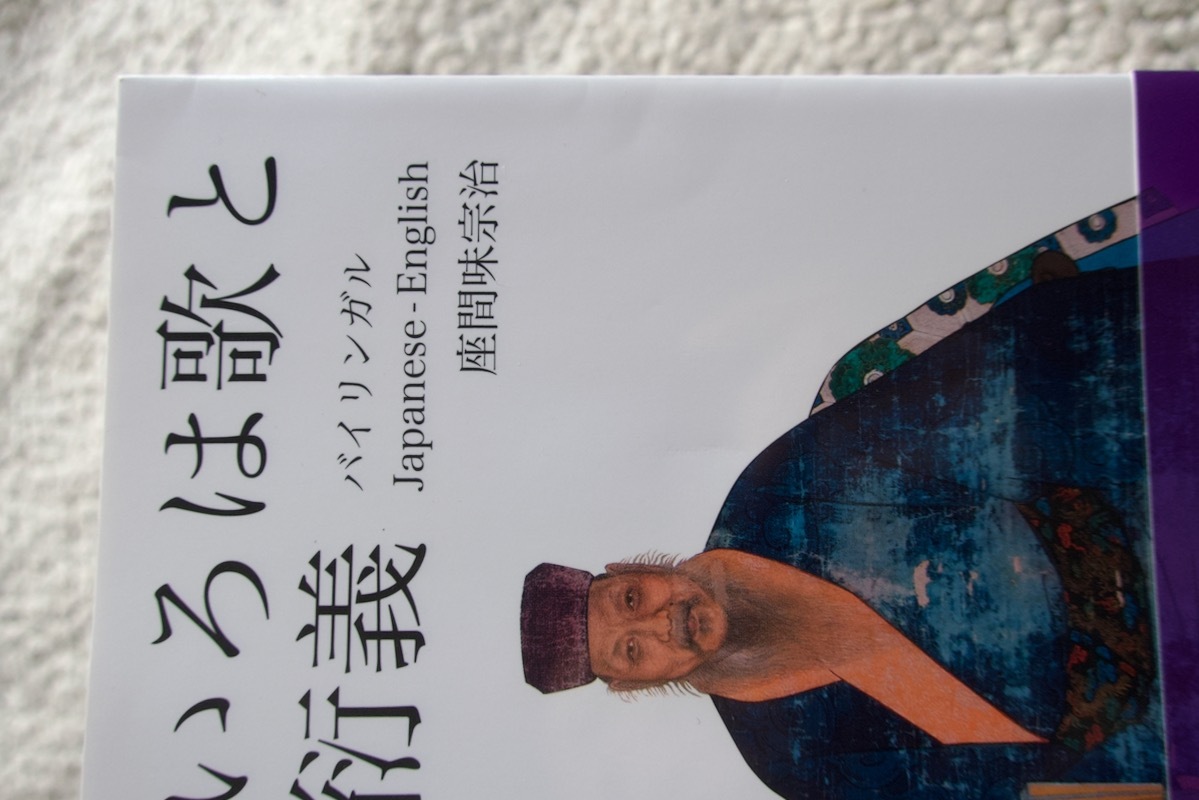 いろは歌と
衍義
バイリンガル
Japanese - English
座間味宗治